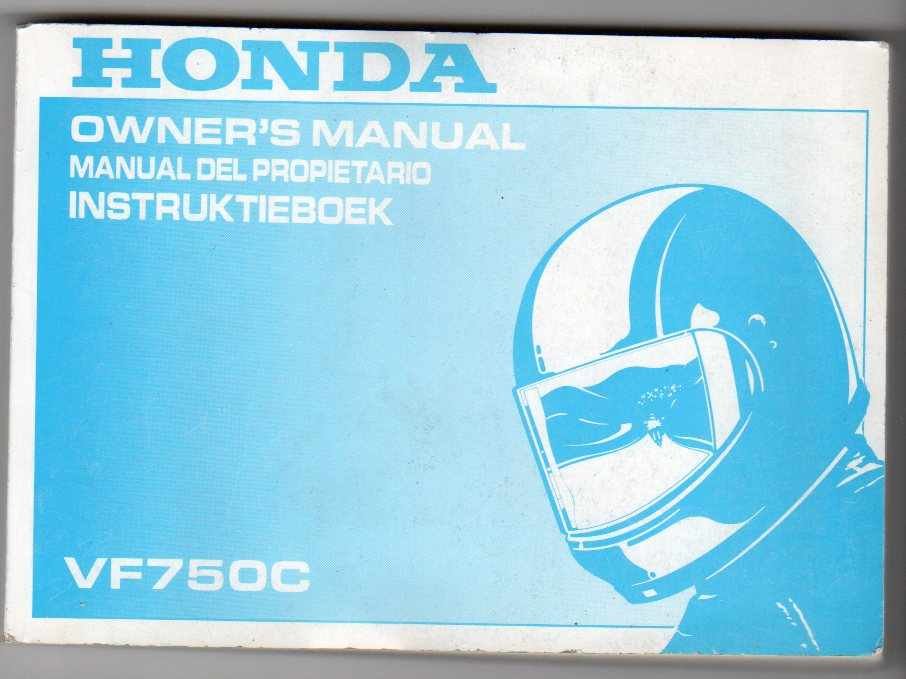 HONDA
OWNER'S MANUAL
MANUAL DEL PROPIETARIO
INSTRUKTIEBOEK
VF750C